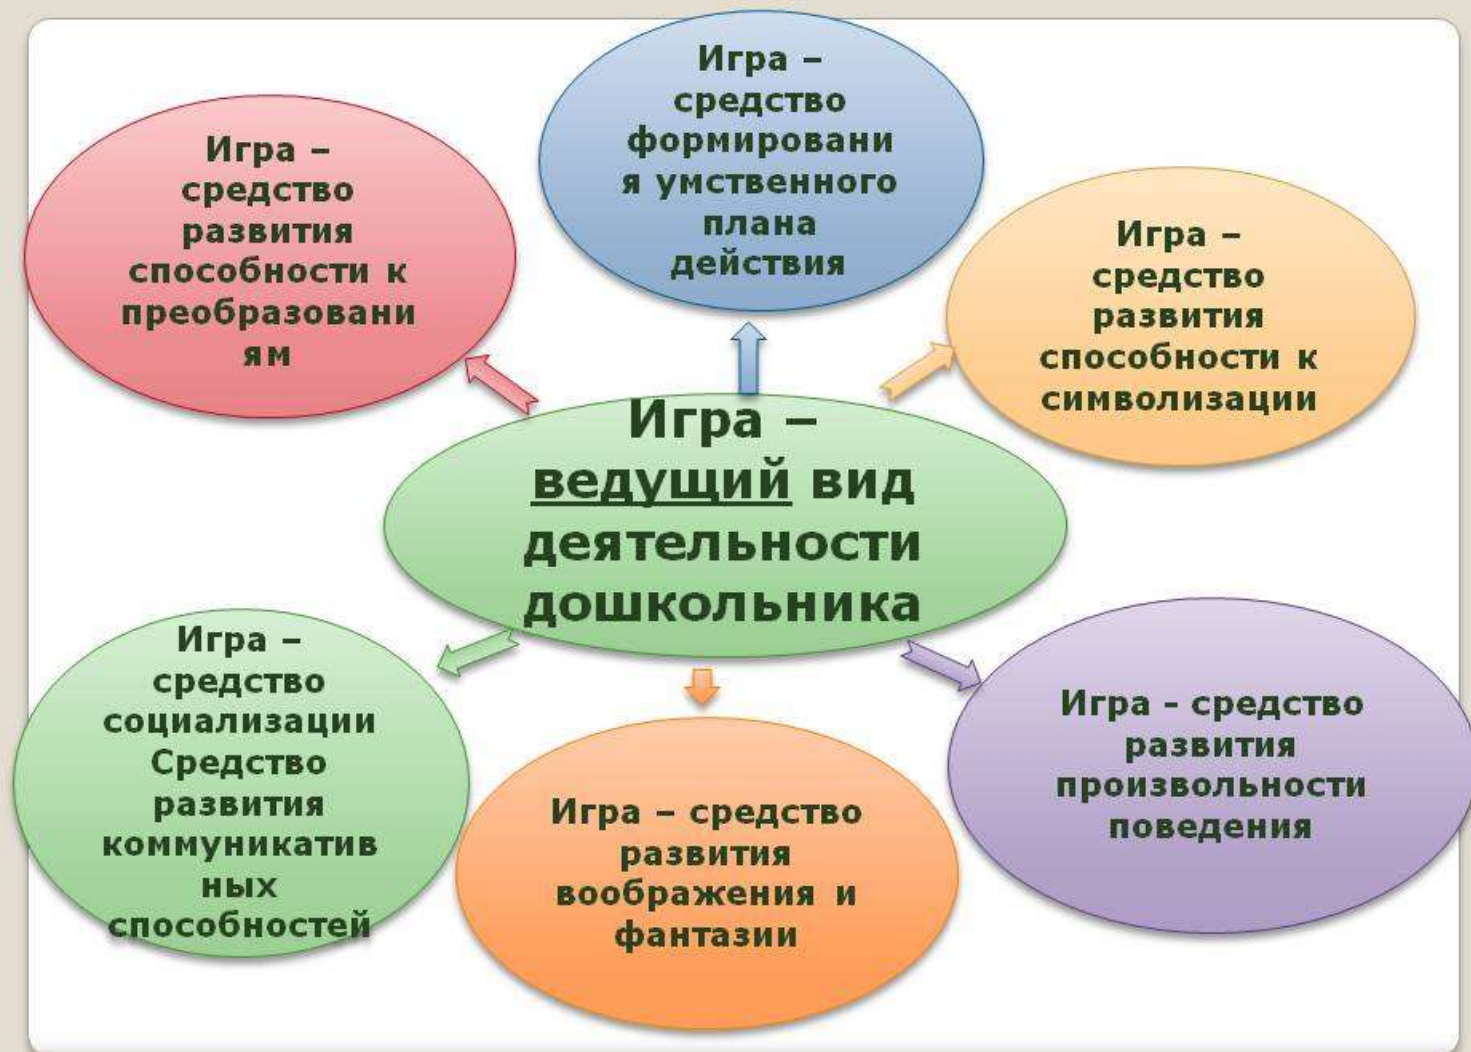 Игра –
средство
формировани
я умственного
плана
действия
Игра –
средство
развития
способности к
преобразовани
ям
Игра –
средство
развития
способности к
символизации
Игра –
ведущий вид
деятельности
дошкольника
Игра –
средство
социализации
Средство
развития
коммуникатив
ных
способностей
Игра – средство
развития
воображения и
фантазии
Игра - средство
развития
произвольности
поведения